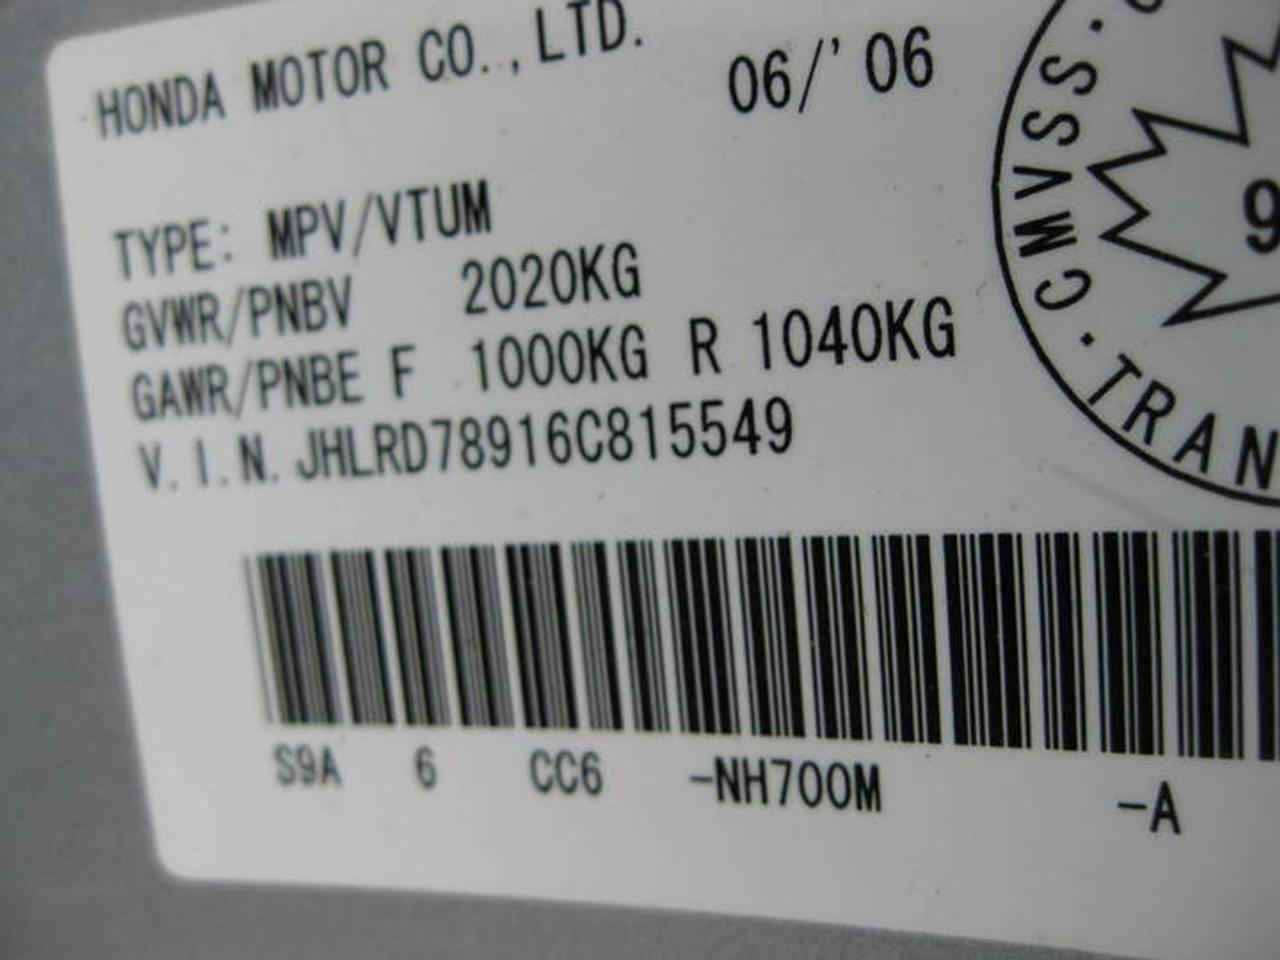 HONDA MOTOR CO., LTD. 06/'06
TYPE: MPV/VTUM
GVWR/PNBV 2020KG
GAWR/PNBE F 1000KG R 1040KG
V.I.N. JHLRD78916C815549
CMVSS · TRAN
9
S9A 6 CC6 -NH700M -A